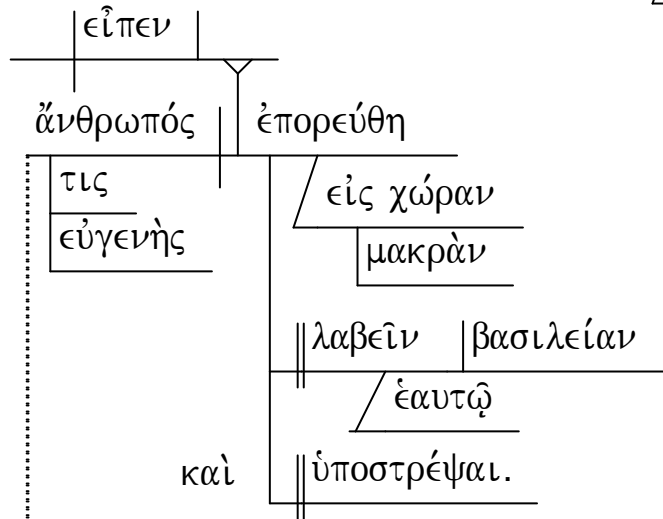 εἶπεν
ἄνθρωπός ἐπορεύθη
τις
εἰς χώραν
εὐγενὴς
μακρὰν
λαβεῖν βασιλείαν
ἑαυτῷ
καὶ ὑποστρέψαι.